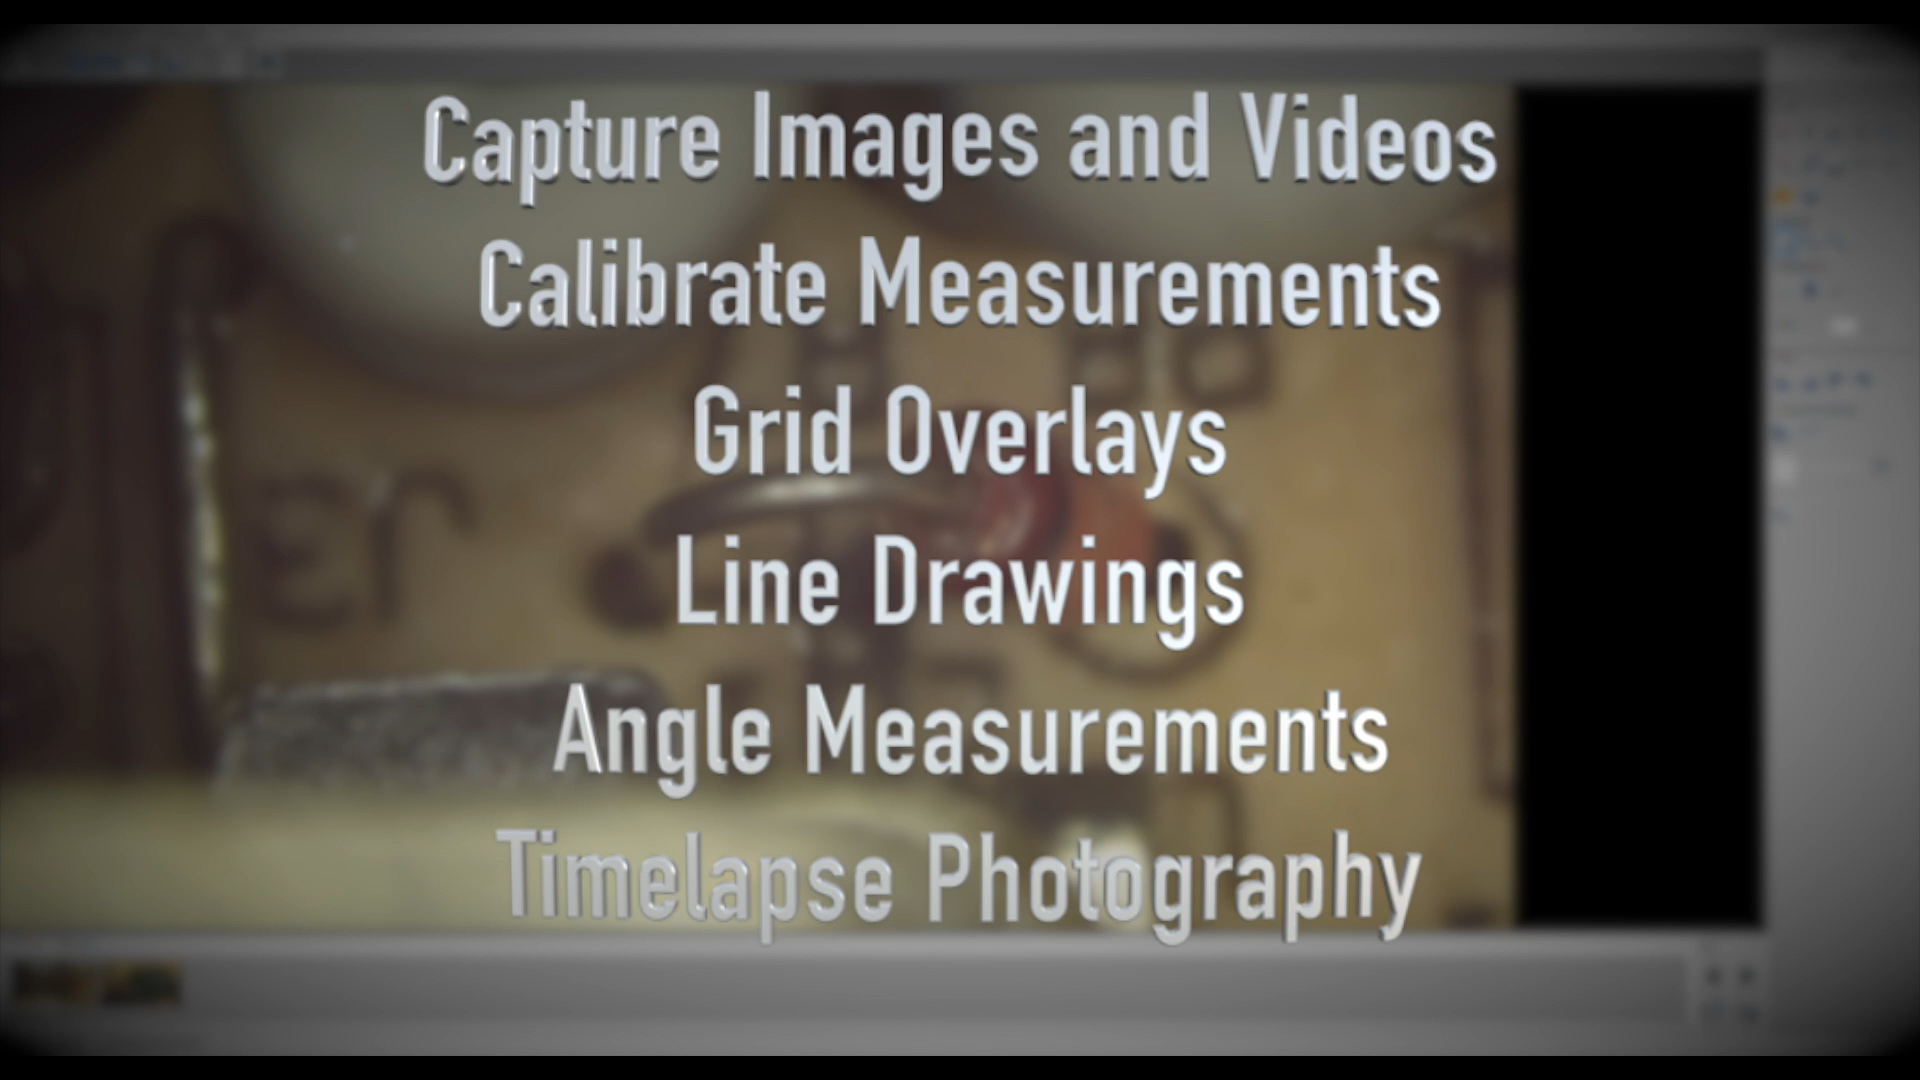 Capture Images and Videos
Calibrate Measurements
Grid Overlays
Line Drawings
Angle Measurements
Timelapse Photography